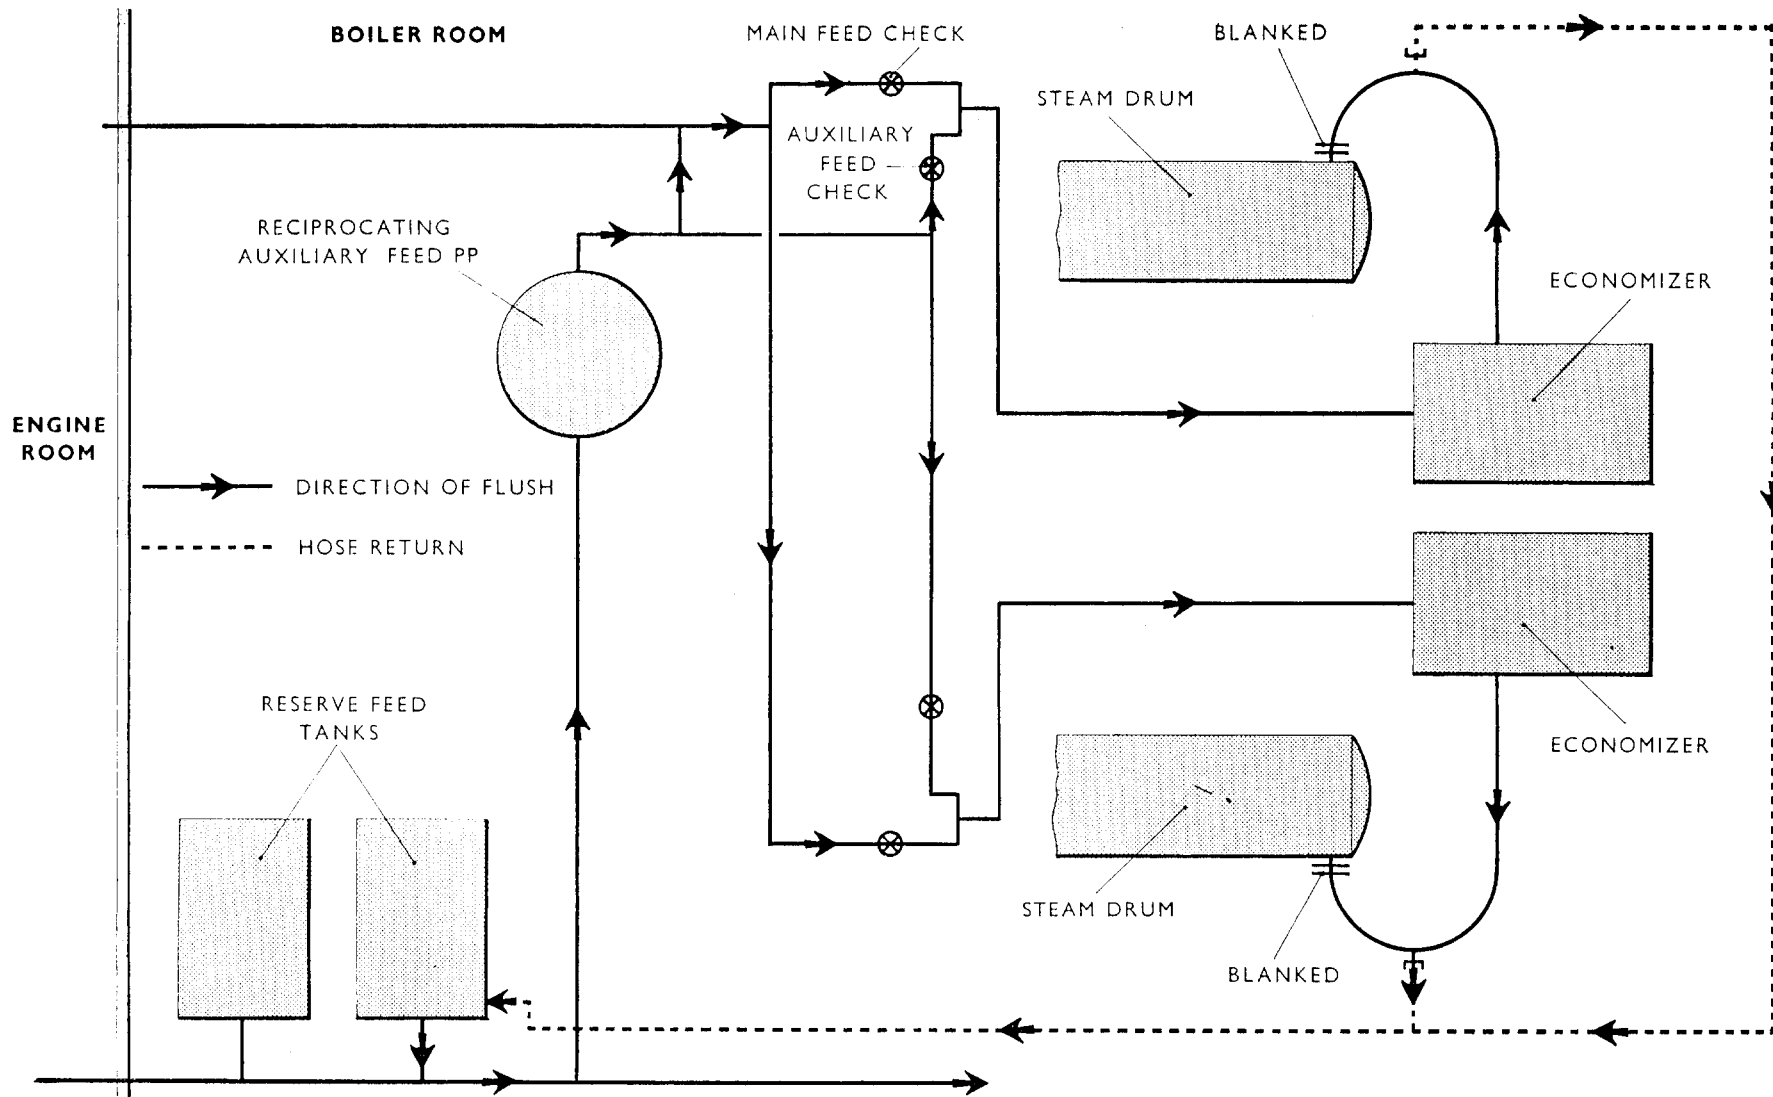 BOILER ROOM
MAIN FEED CHECK
BLANKED
STEAM DRUM
AUXILIARY
FEED
CHECK
RECIPROCATING
AUXILIARY FEED PP
ECONOMIZER
ENGINE
ROOM
DIRECTION OF FLUSH
HOSE RETURN
RESERVE FEED
TANKS
ECONOMIZER
STEAM DRUM
BLANKED